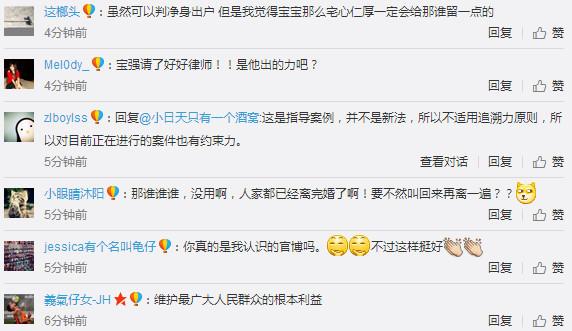 这梆头：虽然可以判净身出户 但是我觉得宝宝那么宅心仁厚一定会给那谁留一点的
4分钟前 回复 赞
Mel0dy_：宝强请了好好律师！！是他出的力吧？
4分钟前 回复 赞
zlboylss：回复@小日天只有一个酒窝:这是指导案例，并不是新法，所以不适用追溯力原则，所
以对目前正在进行的案件也有约束力。
5分钟前 查看对话 回复 赞
小眼睛沐阳：那谁谁谁，没用啊，人家都已经离完婚了啊！要不然叫回来再离一遍？？
5分钟前 回复 赞
jessica有个名叫龟仔：你真的是我认识的官博吗。不过这样挺好
5分钟前 回复 赞
義氣仔女-JH：维护最广大人民群众的根本利益
6分钟前 回复 赞